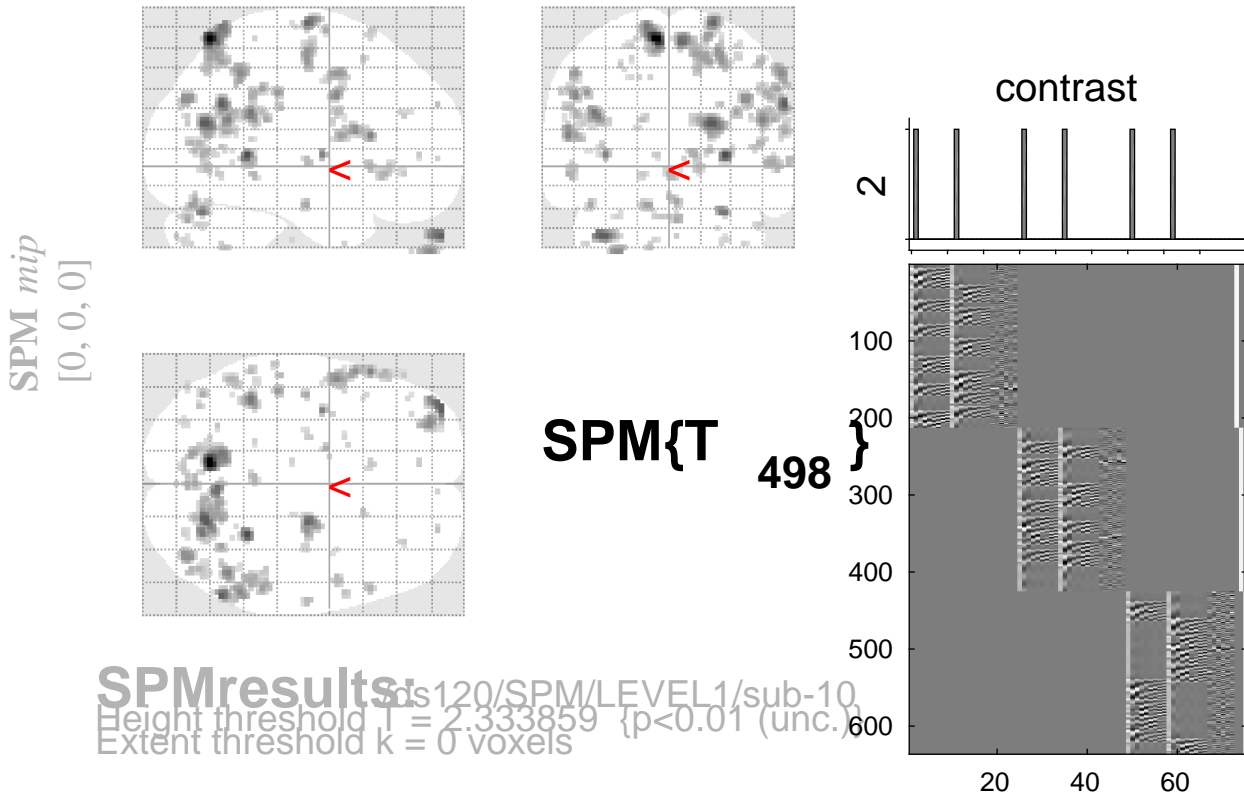 contrast
2
SPM mip
[0, 0, 0]
<
<
<
SPM{T498}
100
200
300
400
500
600
20 40 60
SPMresults: /ds120/SPM/LEVEL1/sub-10
Height threshold T = 2.333859 {p<0.01 (unc.)}
Extent threshold k = 0 voxels